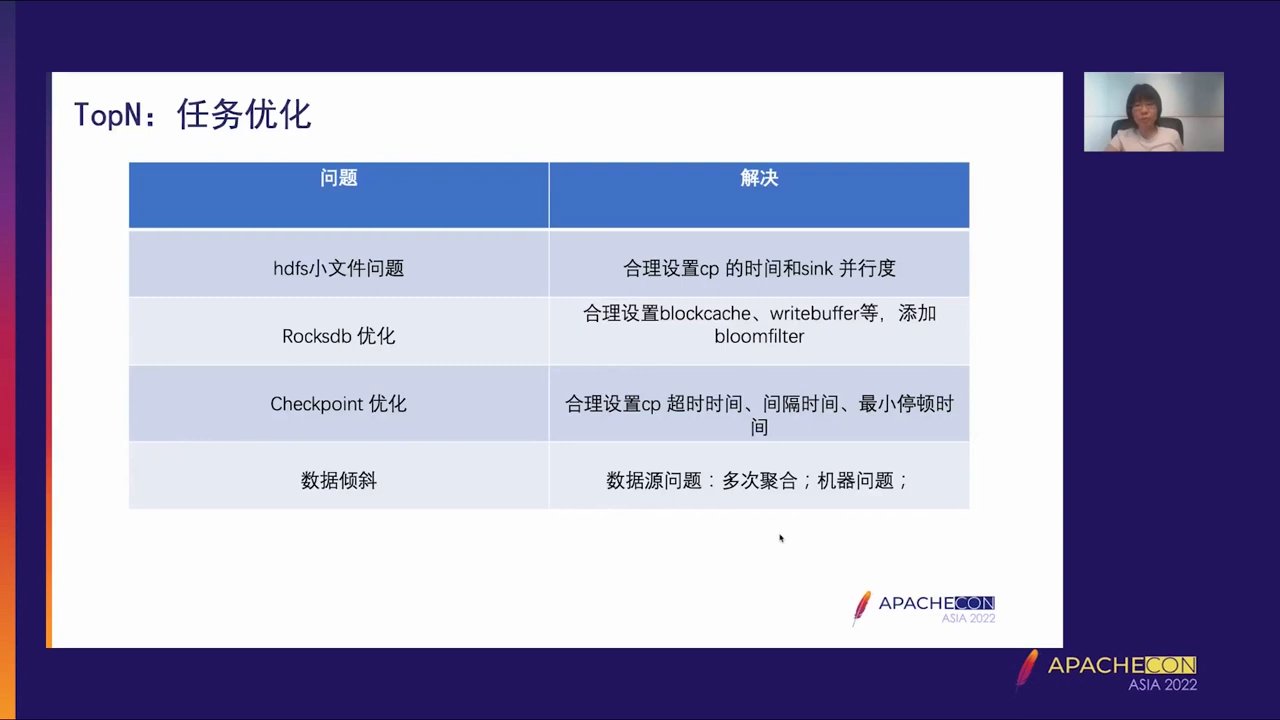 TopN：任务优化
问题
解决
hdfs小文件问题
合理设置cp 的时间和sink 并行度
Rocksdb 优化
合理设置blockcache、writebuffer等，添加
bloomfilter
Checkpoint 优化
合理设置cp 超时时间、间隔时间、最小停顿时
间
数据倾斜
数据源问题：多次聚合；机器问题；
APACHECON
ASIA 2022
APACHECON
ASIA 2022